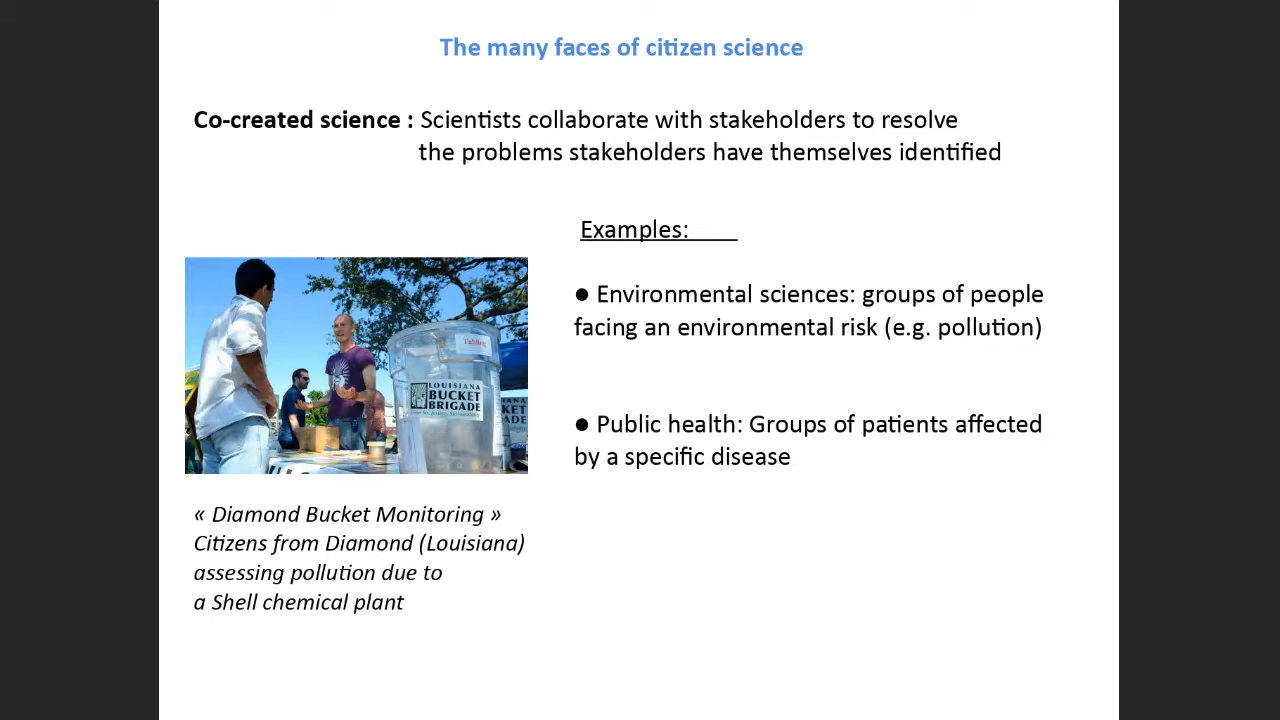 The many faces of citizen science
Co-created science : Scientists collaborate with stakeholders to resolve
the problems stakeholders have themselves identified
Examples:
● Environmental sciences: groups of people
facing an environmental risk (e.g. pollution)
● Public health: Groups of patients affected
by a specific disease
LOUISIANA
BUCKET
BRIGADE
« Diamond Bucket Monitoring »
Citizens from Diamond (Louisiana)
assessing pollution due to
a Shell chemical plant